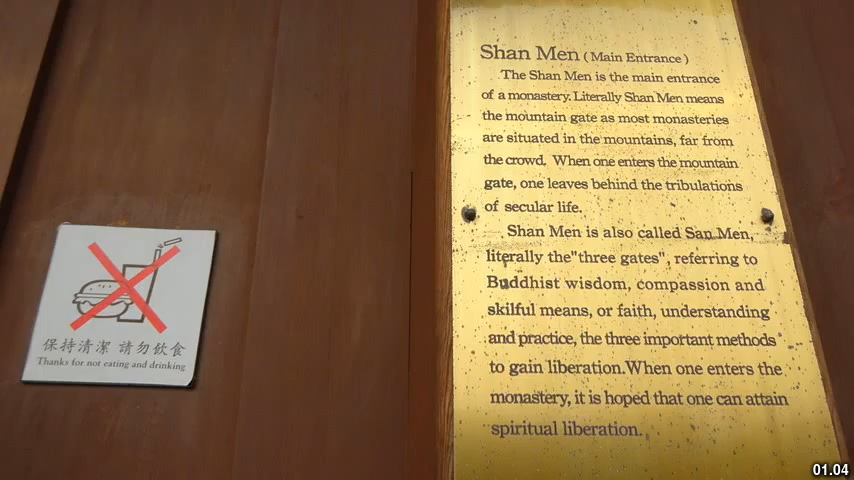 Shan Men (Main Entrance)
The Shan Men is the main entrance
of a monastery. Literally Shan Men means
the mountain gate as most monasteries
are situated in the mountains, far from
the crowd. When one enters the mountain
gate, one leaves behind the tribulations
of secular life.
Shan Men is also called San Men,
literally the"three gates", referring to
Buddhist wisdom, compassion and
skilful means, or faith, understanding
and practice, the three important methods
to gain liberation.When one enters the
monastery, it is hoped that one can attain
spiritual liberation.
保持清潔 請勿飲食
Thanks for not eating and drinking
01.04